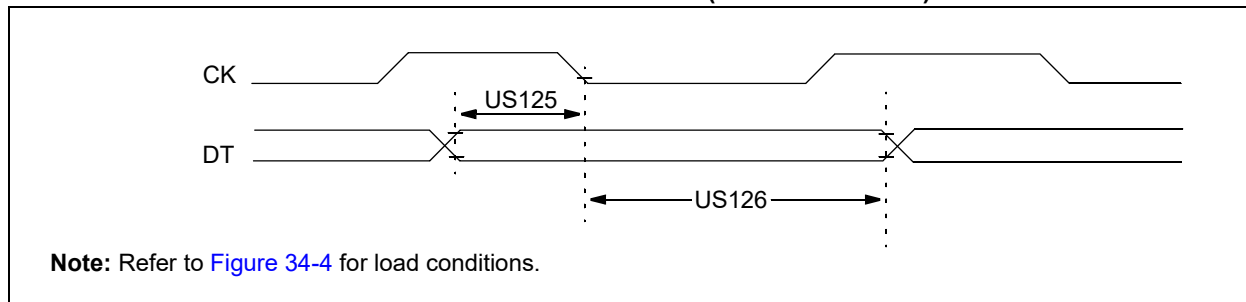 CK
US125
DT
US126
Note: Refer to Figure 34-4 for load conditions.